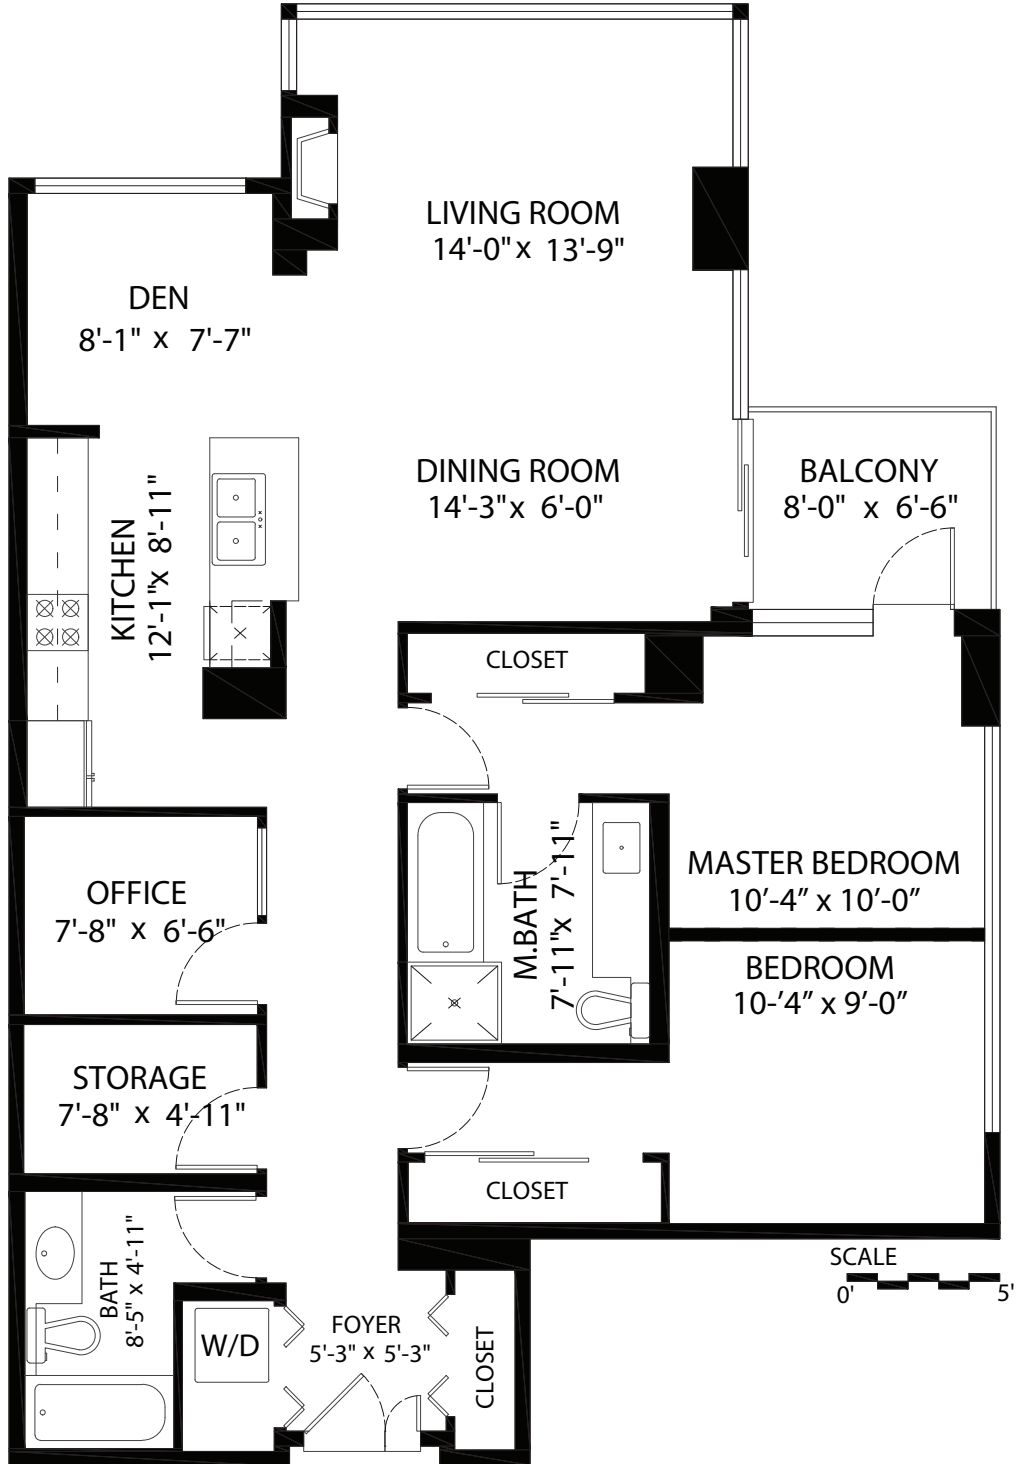 LIVING ROOM
14'-0" x 13'-9"
DEN
8'-1" x 7'-7"
DINING ROOM
14'-3" x 6'-0"
BALCONY
8'-0" x 6'-6"
KITCHEN
12'-1" x 8'-11"
CLOSET
MASTER BEDROOM
10'-4" x 10'-0"
OFFICE
7'-8" x 6'-6"
M.BATH
7'-11" x 7'-11"
BEDROOM
10-'4" x 9'-0"
STORAGE
7'-8" x 4'-11"
CLOSET
BATH
8'-5" x 4'-11"
SCALE
0' 5'
W/D
FOYER
5'-3" x 5'-3"
CLOSET